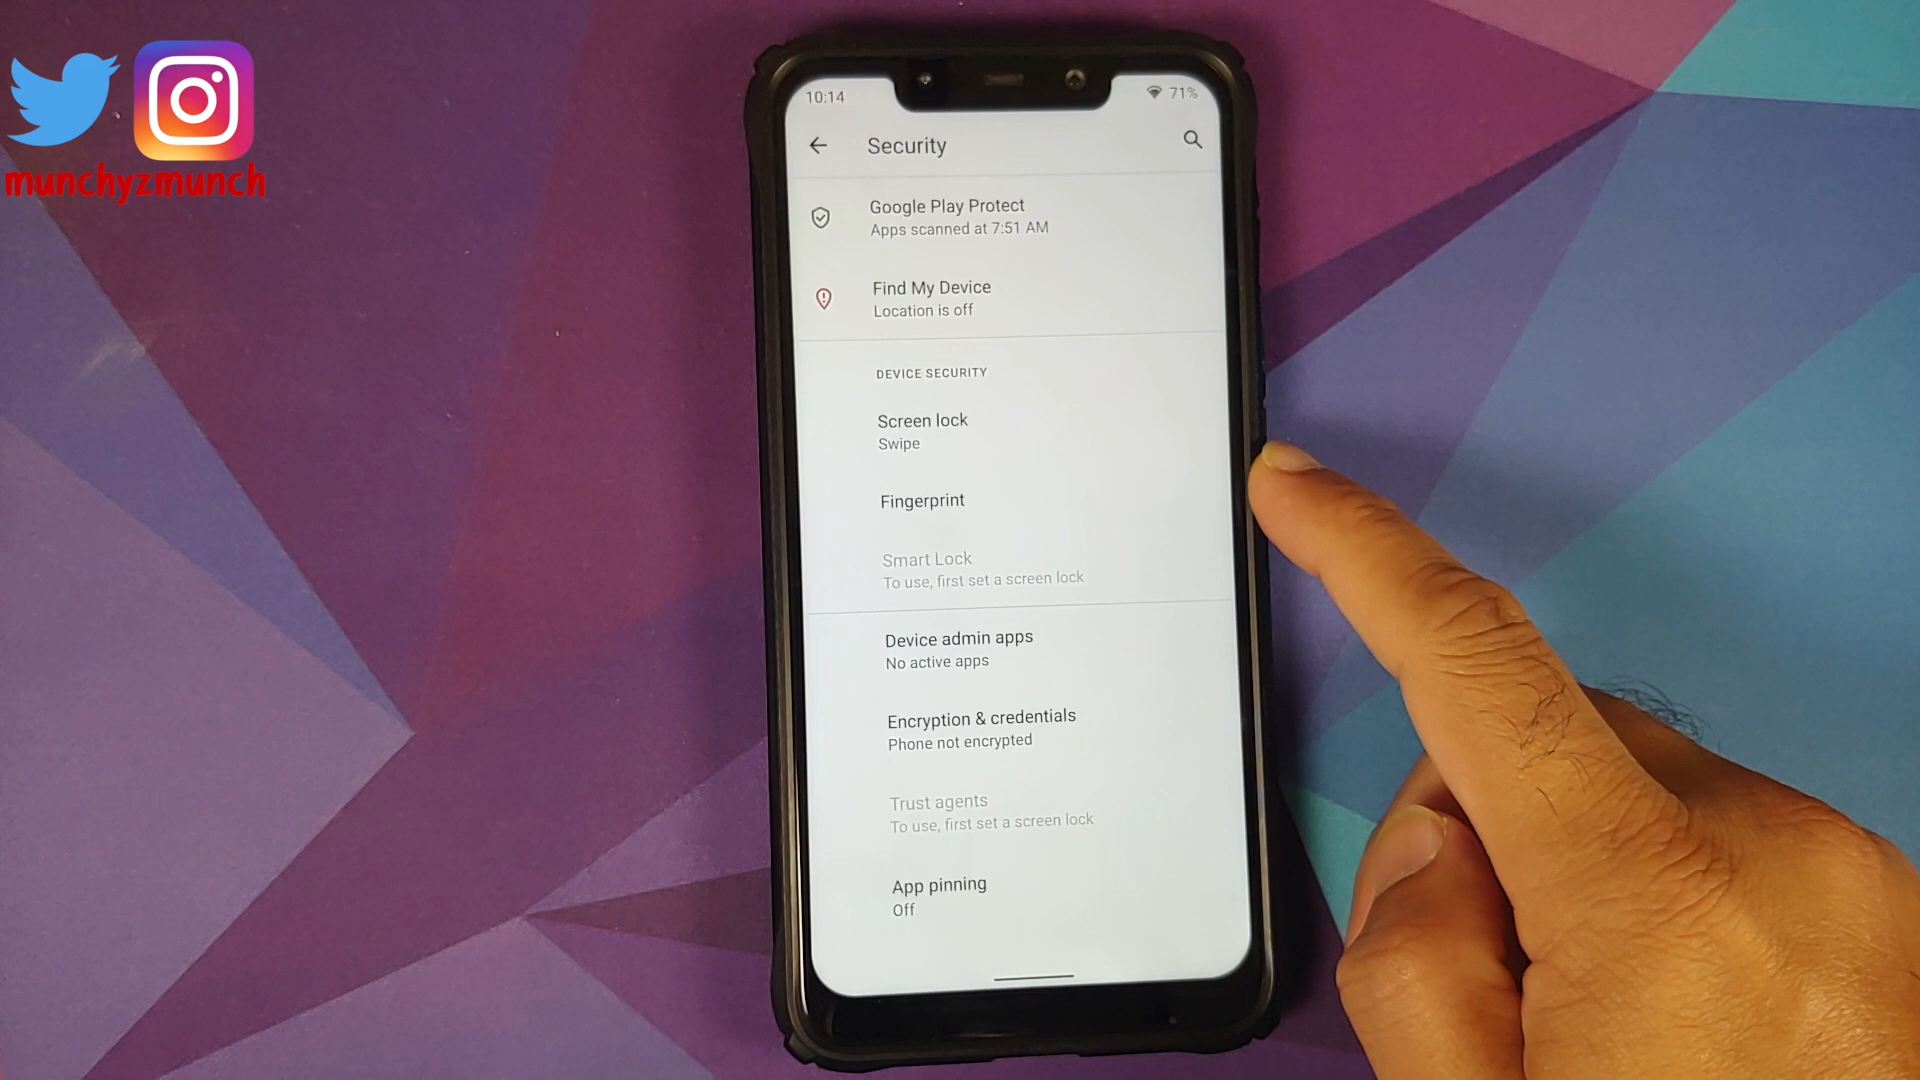 munchyzmunch
10:14
71%
Security
Google Play Protect
Apps scanned at 7:51 AM
Find My Device
Location is off
DEVICE SECURITY
Screen lock
Swipe
Fingerprint
Smart Lock
To use, first set a screen lock
Device admin apps
No active apps
Encryption & credentials
Phone not encrypted
Trust agents
To use, first set a screen lock
App pinning
Off